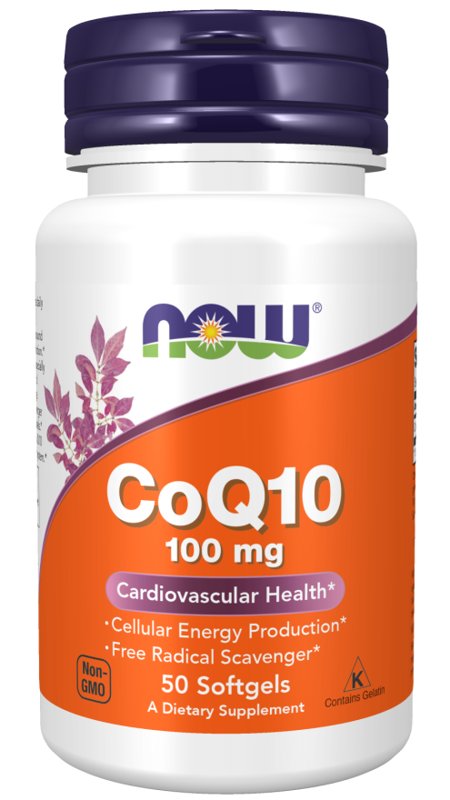 now®
CoQ10
100 mg
Cardiovascular Health*
•Cellular Energy Production*
•Free Radical Scavenger*
Non-
GMO
50 Softgels
A Dietary Supplement
K
Contains Gelatin